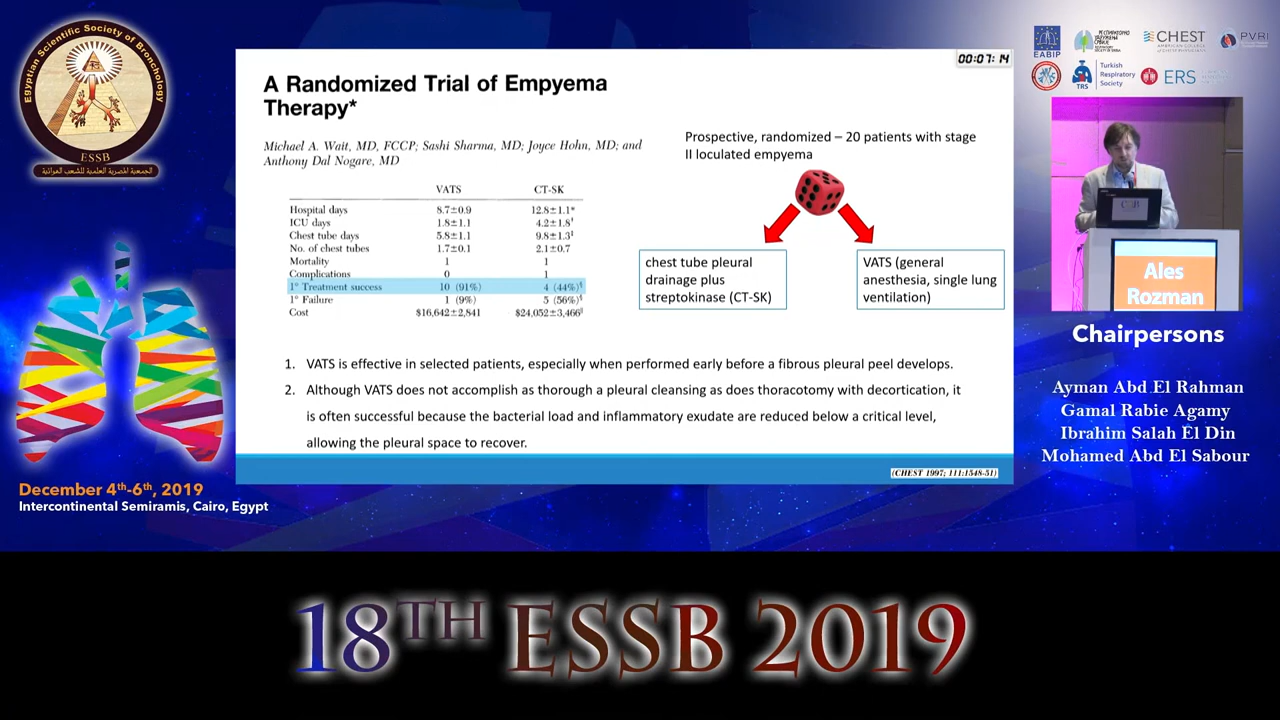 Egyptian Scientific Society of Bronchology
ESSB
الجمعية المصرية العلمية للشعب الهوائية
December 4th-6th, 2019
Intercontinental Semiramis, Cairo, Egypt
00:07:14
A Randomized Trial of Empyema
Therapy*
Michael A. Wait, MD, FCCP; Sashi Sharma, MD; Joyce Hohn, MD; and
Anthony Dal Nogare, MD
VATS CT-SK
Hospital days 8.7±0.9 12.8±1.1*
ICU days 1.8±1.1 4.2±1.8†
Chest tube days 5.8±1.1 9.8±1.3‡
No. of chest tubes 1.7±0.1 2.1±0.7
Mortality 1 1
Complications 0 1
1° Treatment success 10 (91%) 4 (44%)§
1° Failure 1 (9%) 5 (56%)§
Cost $16,642±2,841 $24,052±3,466‖
Prospective, randomized – 20 patients with stage
II loculated empyema
chest tube pleural
drainage plus
streptokinase (CT-SK)
VATS (general
anesthesia, single lung
ventilation)
1. VATS is effective in selected patients, especially when performed early before a fibrous pleural peel develops.
2. Although VATS does not accomplish as thorough a pleural cleansing as does thoracotomy with decortication, it
is often successful because the bacterial load and inflammatory exudate are reduced below a critical level,
allowing the pleural space to recover.
(CHEST 1997; 111:1548-51)
EABIP
CHEST
AMERICAN COLLEGE
PVRI
TRS
Turkish
Respiratory
Society
ERS
Ales
Rozman
Chairpersons
Ayman Abd El Rahman
Gamal Rabie Agamy
Ibrahim Salah El Din
Mohamed Abd El Sabour
18TH ESSB 2019